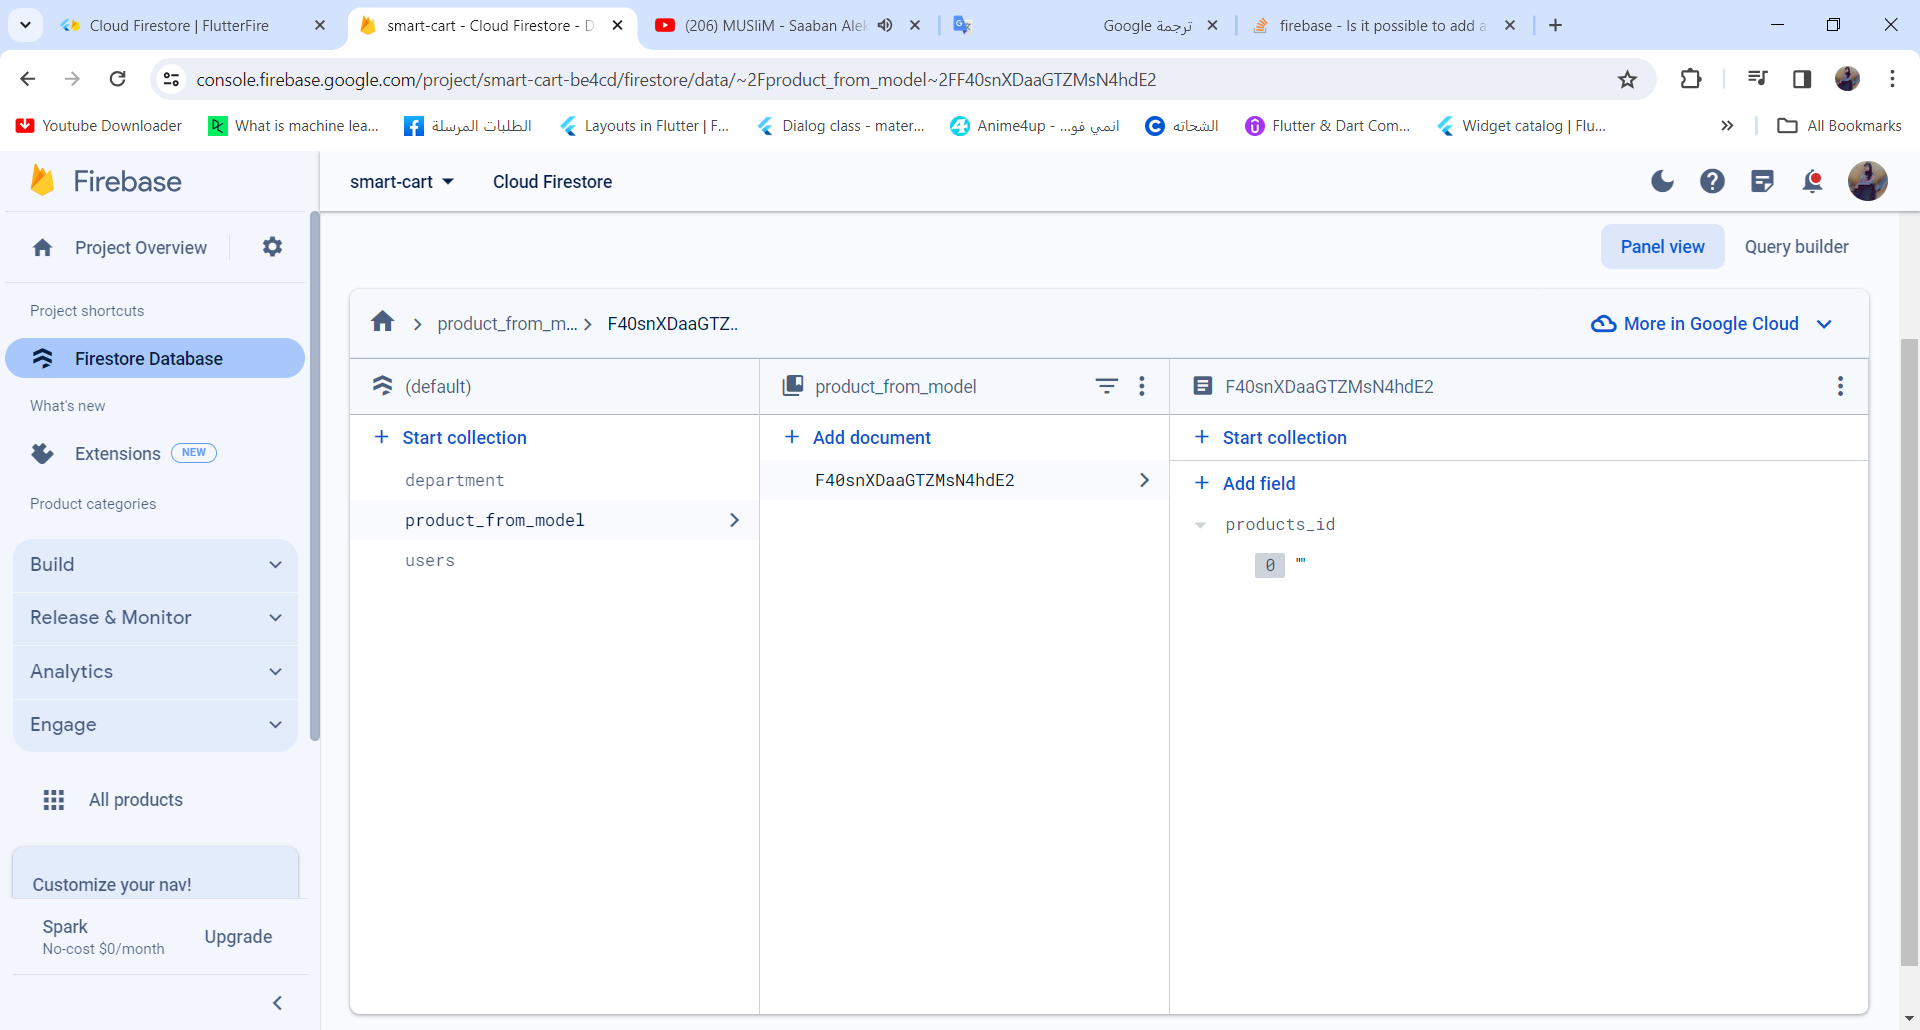 Cloud Firestore | FlutterFire
smart-cart - Cloud Firestore - D
(206) MUSliM - Saaban Alek
ترجمة Google
firebase - Is it possible to add a
console.firebase.google.com/project/smart-cart-be4cd/firestore/data/~2Fproduct_from_model~2FF40snXDaaGTZMsN4hdE2
Youtube Downloader
What is machine lea...
الطلبات المرسلة
Layouts in Flutter | F...
Dialog class - mater...
Anime4up - انمي فو...
الشحاته
Flutter & Dart Com...
Widget catalog | Flu...
All Bookmarks
Firebase
smart-cart
Cloud Firestore
Project Overview
Panel view
Query builder
Project shortcuts
product_from_m...
F40snXDaaGTZ..
More in Google Cloud
Firestore Database
(default)
product_from_model
F40snXDaaGTZMsN4hdE2
What's new
Start collection
Add document
Start collection
Extensions
NEW
department
F40snXDaaGTZMsN4hdE2
Add field
Product categories
product_from_model
products_id
users
0 ""
Build
Release & Monitor
Analytics
Engage
All products
Customize your nav!
Spark
No-cost $0/month
Upgrade